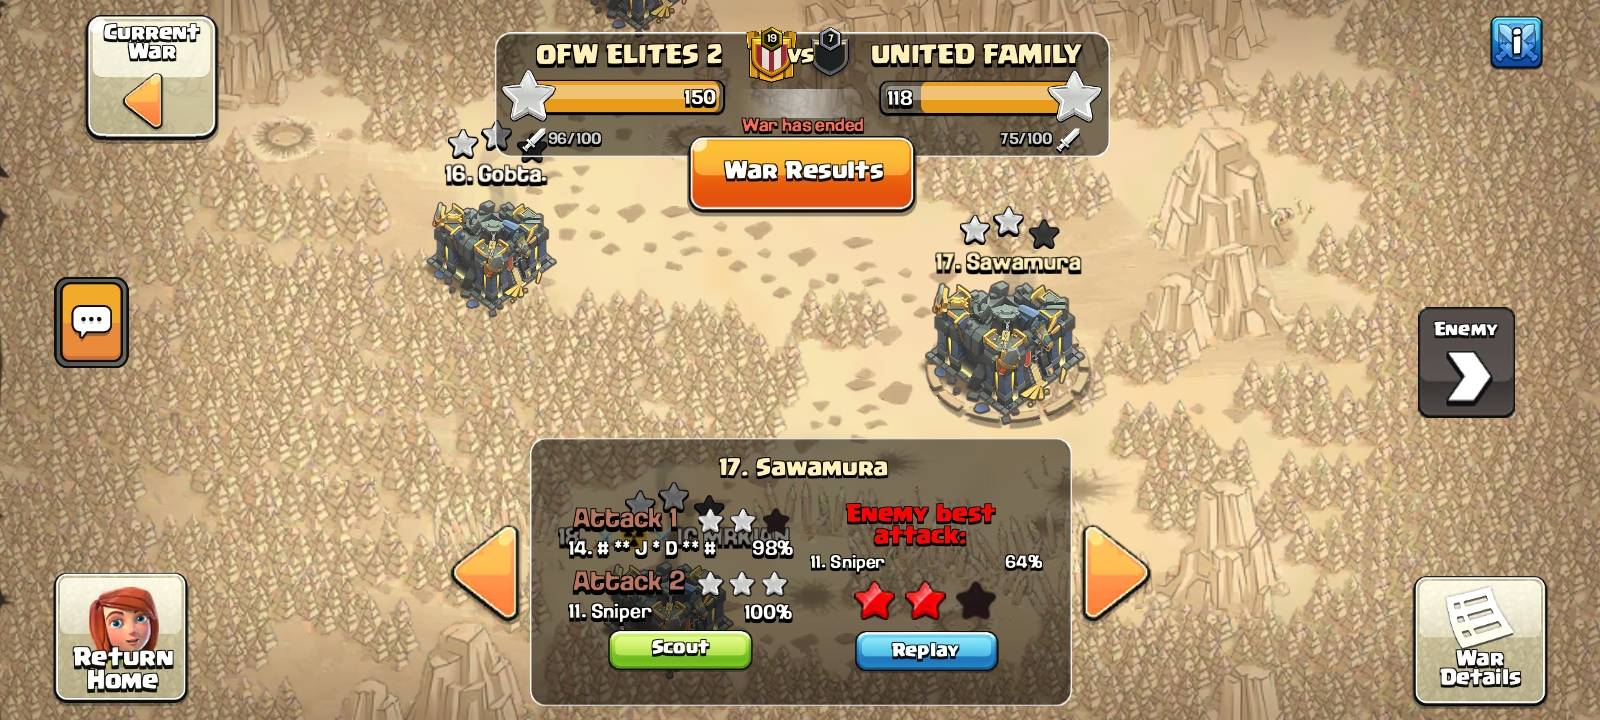 Current
War
OFW ELITES 2
19
vs
7
UNITED FAMILY
150
118
War has ended
96/100
75/100
War Results
16. Gobta.
17. Sawamura
Enemy
17. Sawamura
Attack 1
14. # ** J * D ** #
98%
Attack 2
11. Sniper
100%
Scout
Enemy best
attack:
11. Sniper
64%
Replay
Return
Home
War
Details